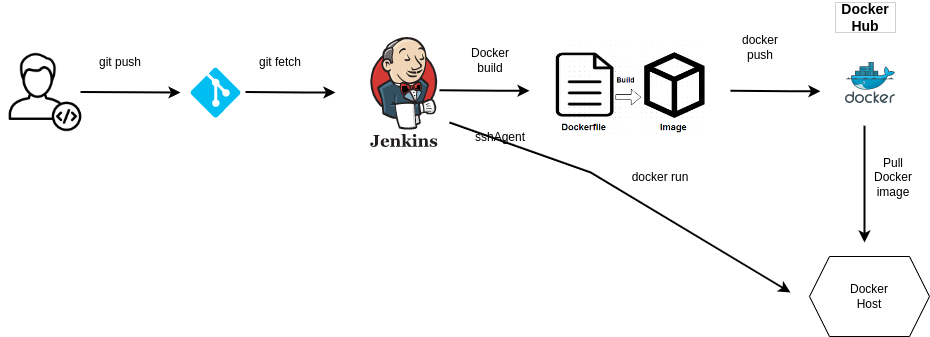 Docker
Hub
git push
git fetch
Docker
build
docker
push
Build
Dockerfile
Image
docker
Jenkins
sshAgent
docker run
Pull
Docker
image
Docker
Host